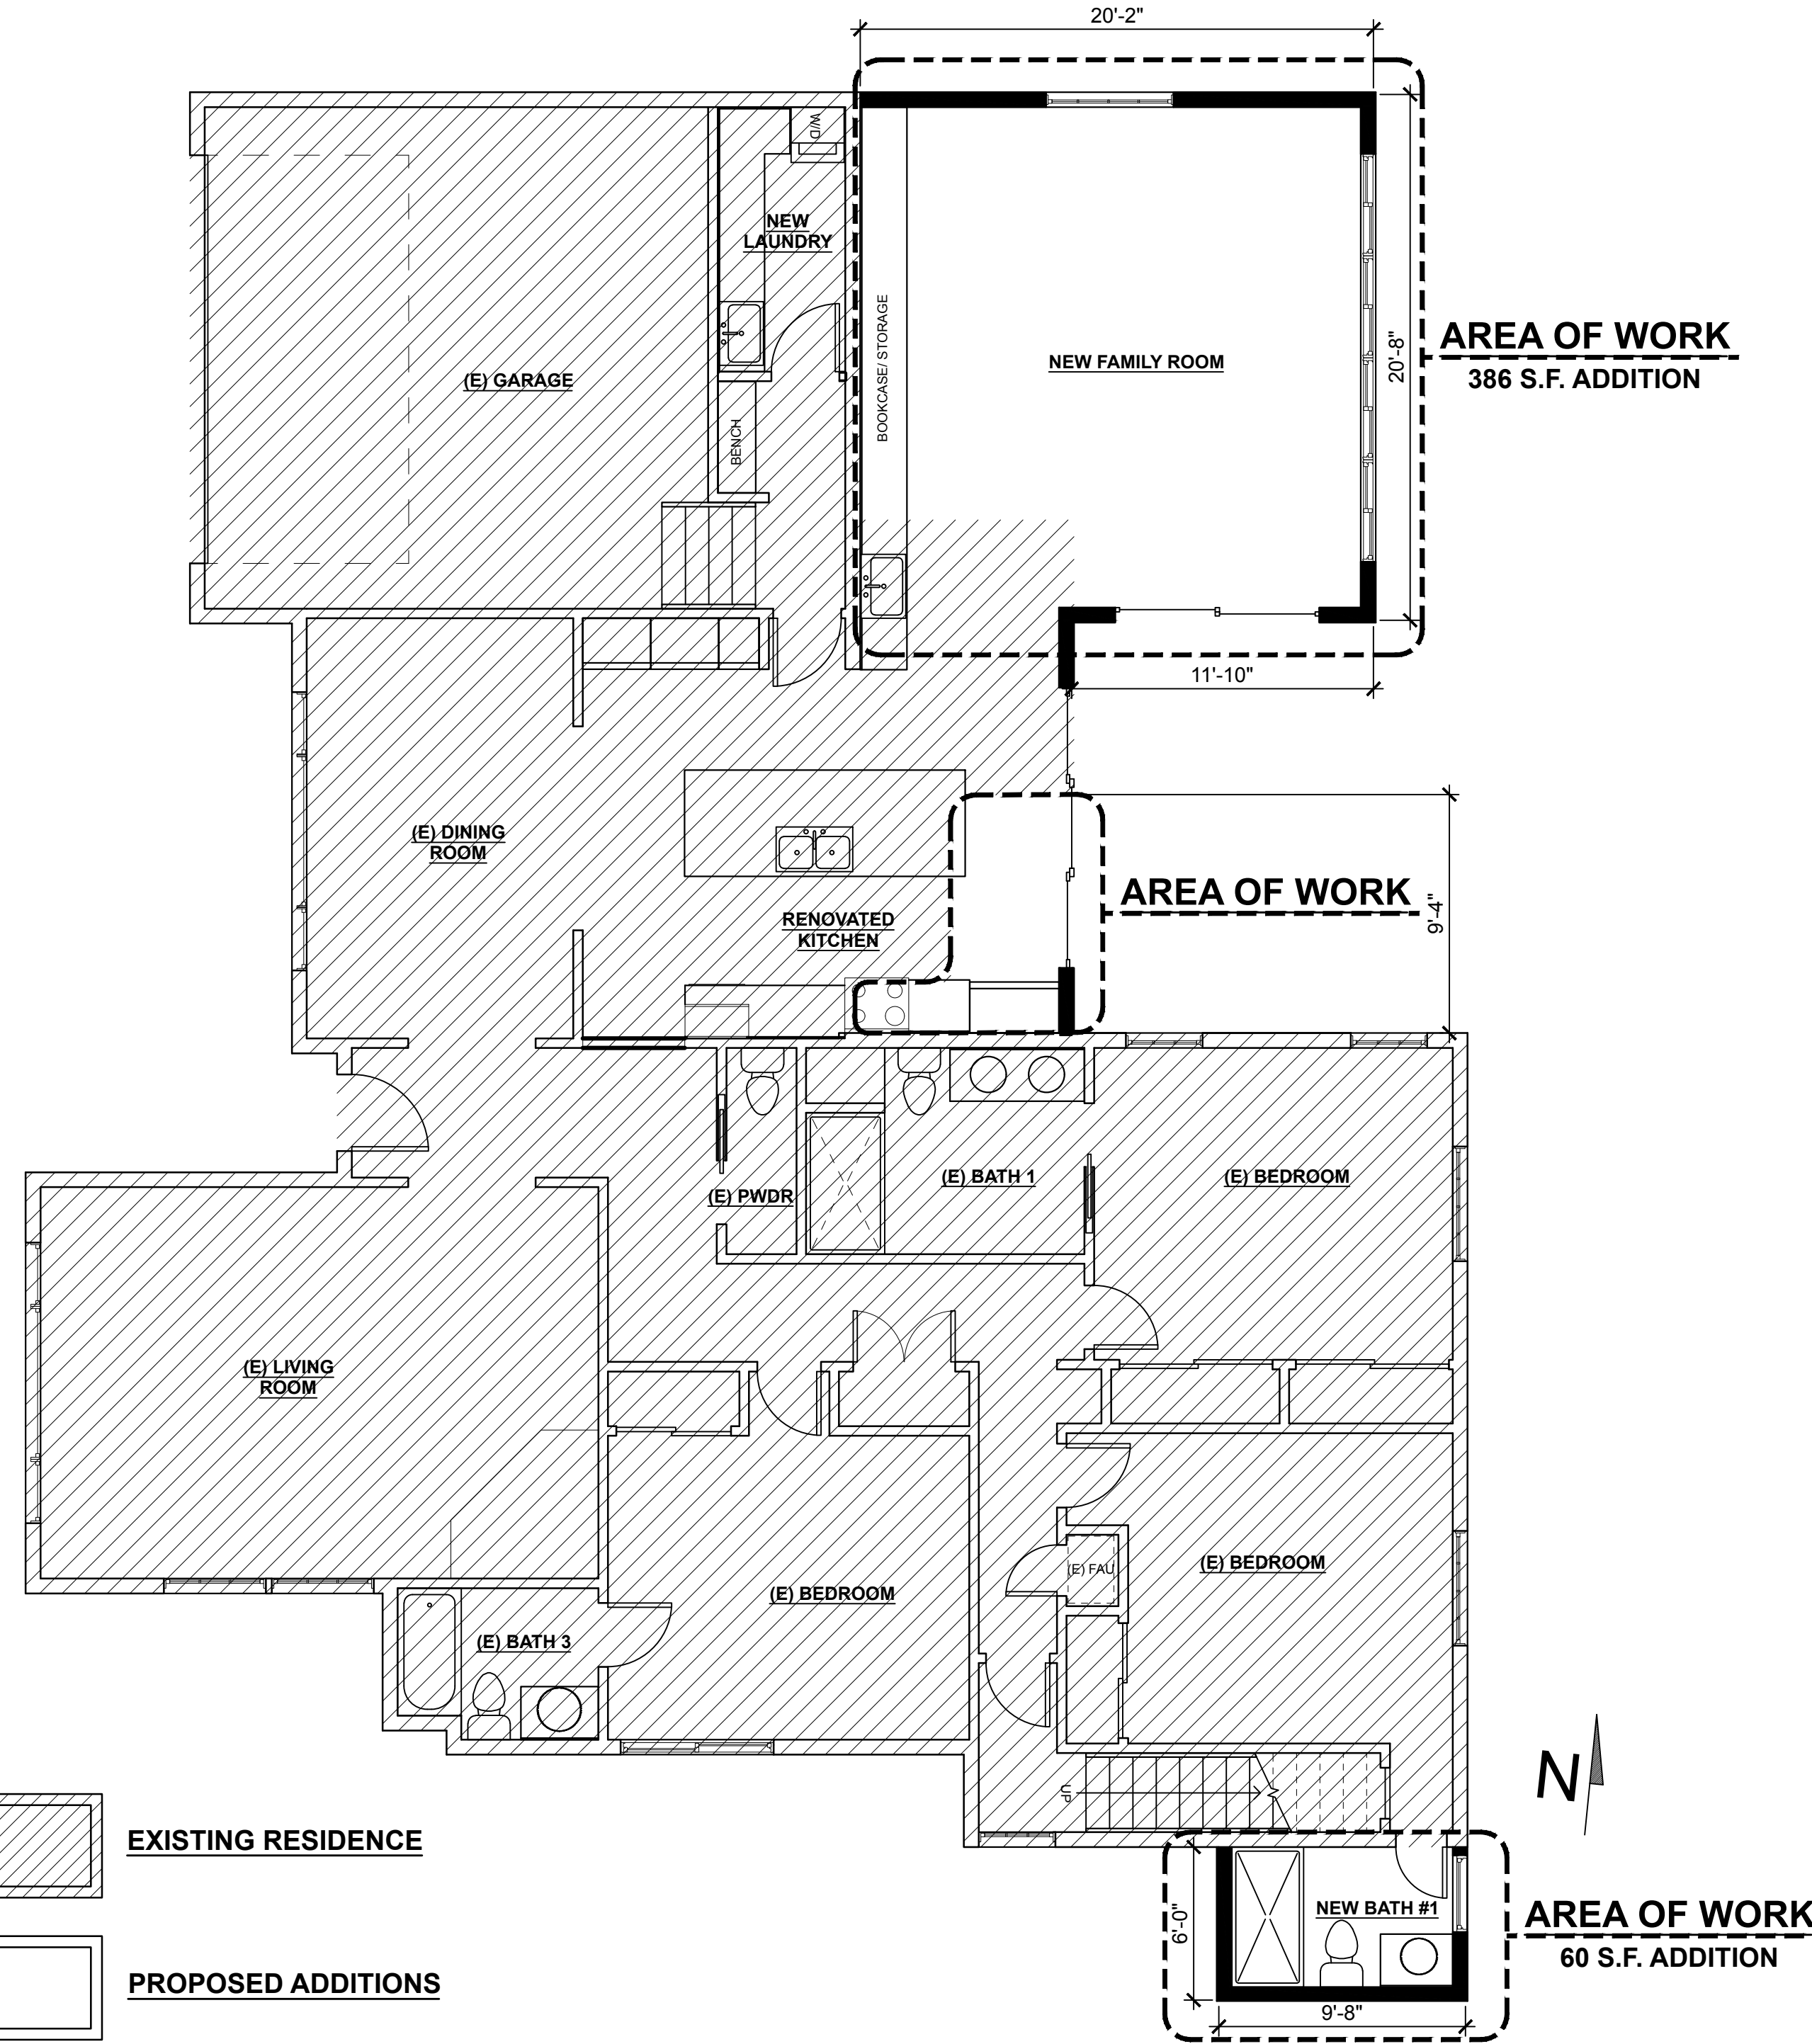 20'-2"
W/D
NEW
LAUNDRY
BOOKCASE/ STORAGE
NEW FAMILY ROOM
20'-8"
AREA OF WORK
386 S.F. ADDITION
(E) GARAGE
BENCH
11'-10"
(E) DINING
ROOM
RENOVATED
KITCHEN
AREA OF WORK
9'-4"
(E) PWDR
(E) BATH 1
(E) BEDROOM
(E) LIVING
ROOM
(E) BEDROOM
(E) FAU
(E) BEDROOM
(E) BATH 3
UP
N
EXISTING RESIDENCE
NEW BATH #1
6'-0"
AREA OF WORK
60 S.F. ADDITION
PROPOSED ADDITIONS
9'-8"